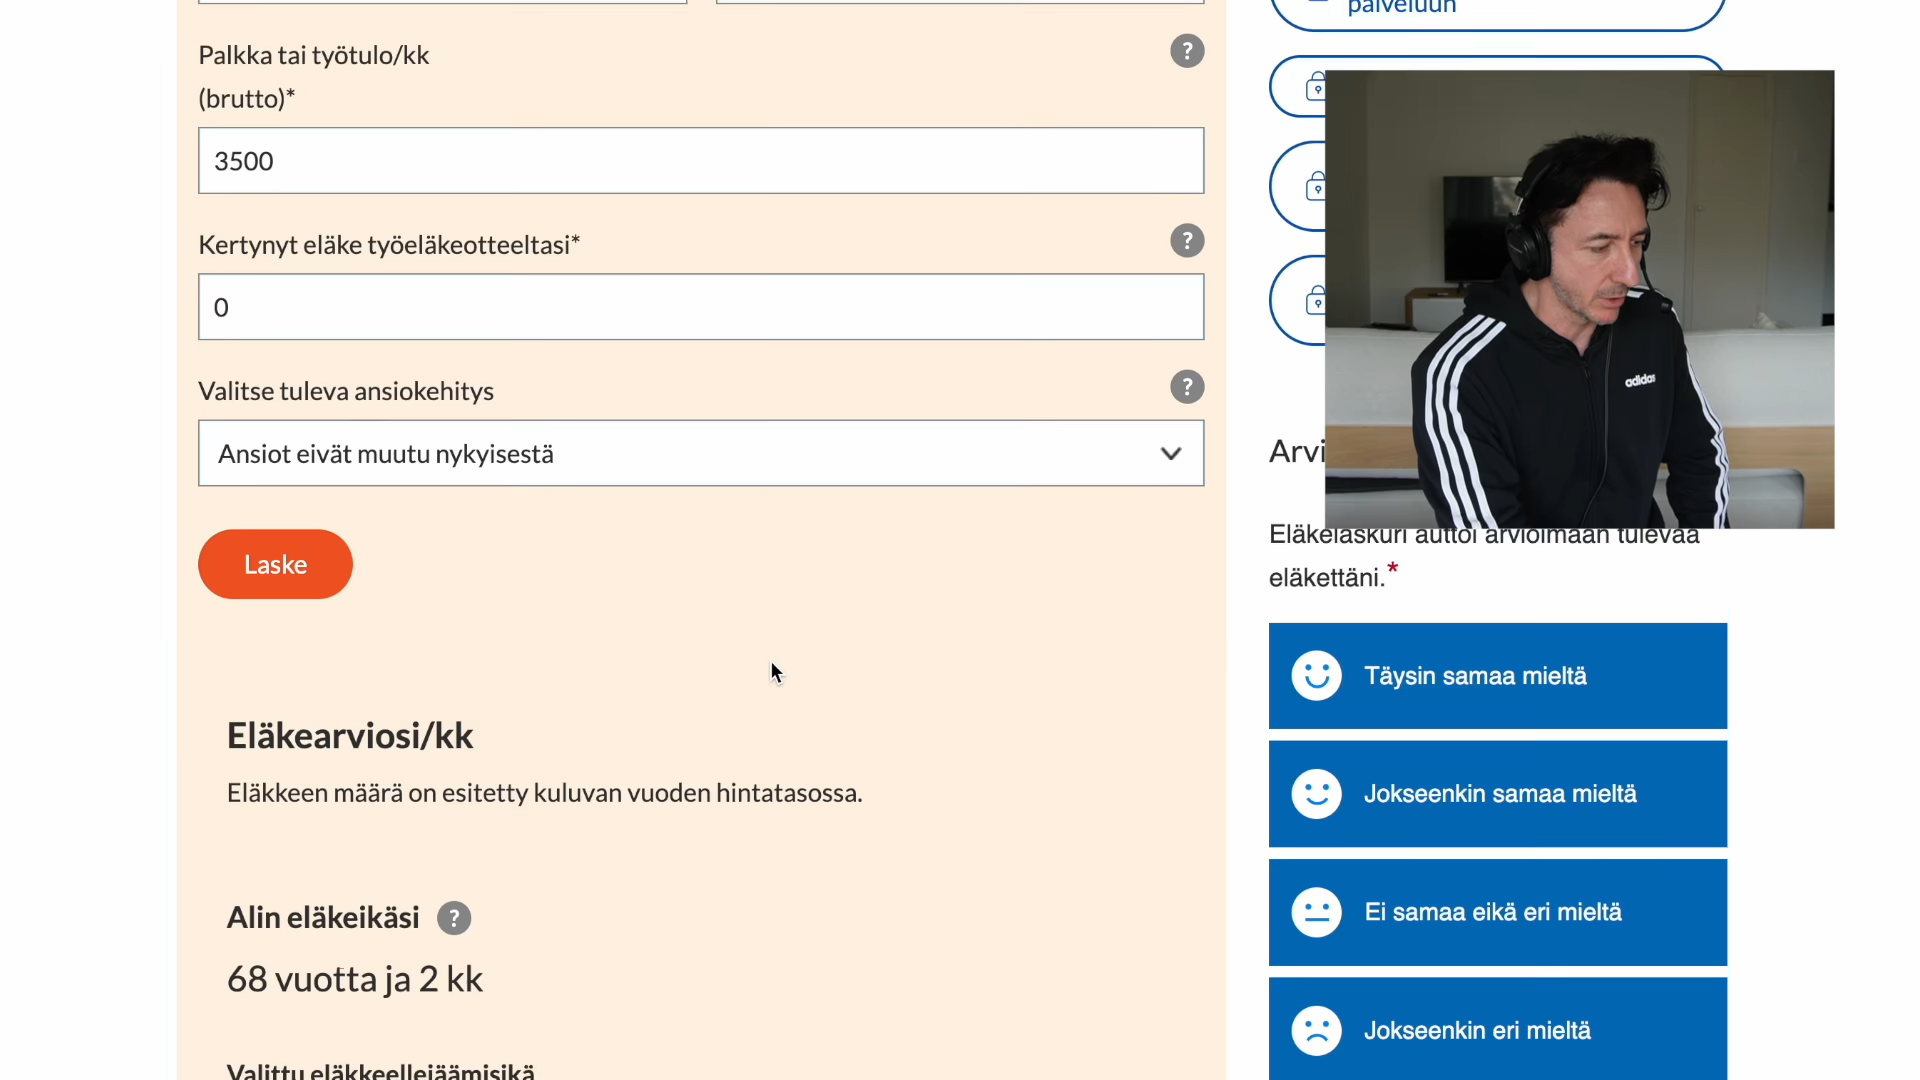 palveluun
Palkka tai työtulo/kk
(brutto)*
?
3500
Kertynyt eläke työeläkeotteeltasi*
?
0
Valitse tuleva ansiokehitys
?
Ansiot eivät muutu nykyisestä
Laske
Eläkearviosi/kk
Eläkkeen määrä on esitetty kuluvan vuoden hintatasossa.
Alin eläkeikäsi
?
68 vuotta ja 2 kk
Valittu eläkkeellejäämisikä
adidas
Arvi
Eläkelaskuri auttoi arvioimaan tulevaa
eläkettäni.*
Täysin samaa mieltä
Jokseenkin samaa mieltä
Ei samaa eikä eri mieltä
Jokseenkin eri mieltä